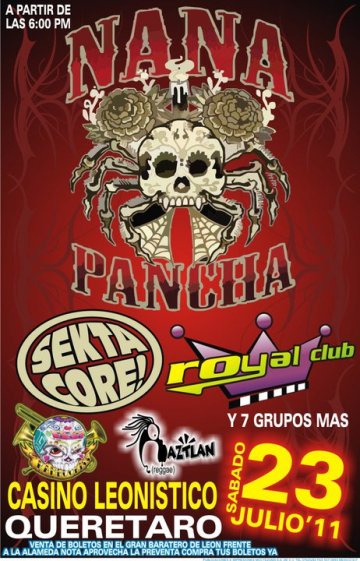 A PARTIR DE
LAS 6:00 PM
NANA
PANCHA
SEKTA
CORE!
royal club
Y 7 GRUPOS MAS
AZTLAN
(reggae)
SABADO
23
JULIO'11
CASINO LEONISTICO
QUERETARO
VENTA DE BOLETOS EN EL GRAN BARATERO DE LEON FRENTE
A LA ALAMEDA NOTA APROVECHA LA PREVENTA COMPRA TUS BOLETOS YA